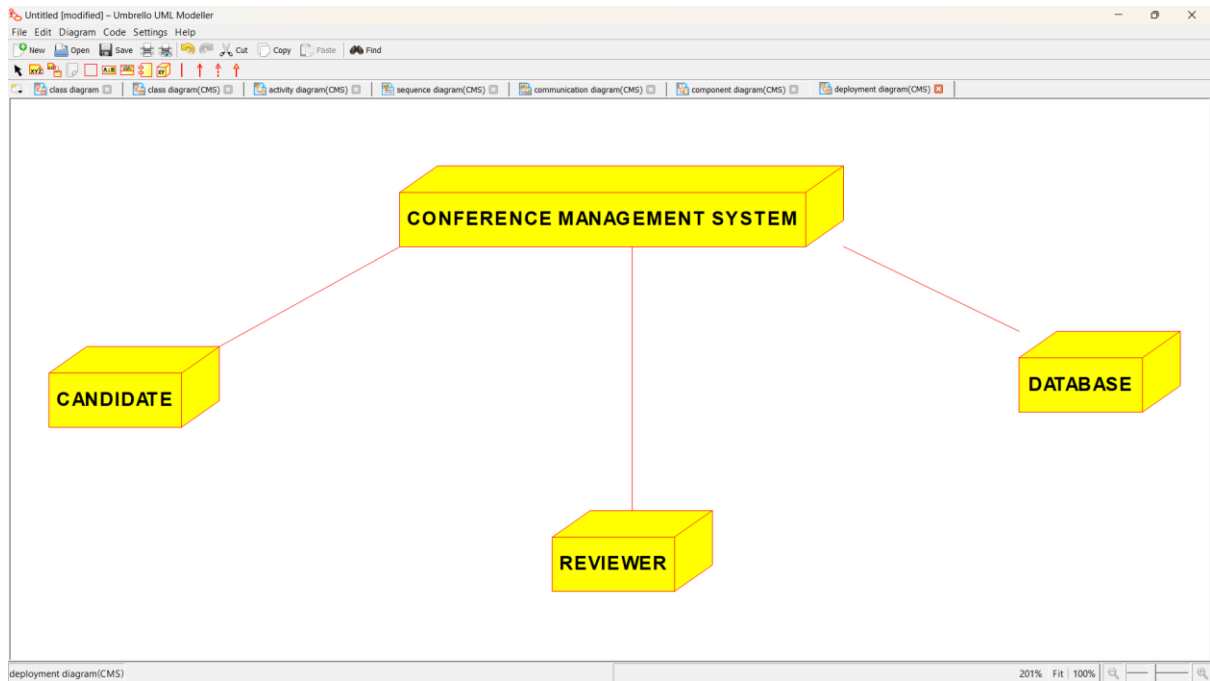 Untitled [modified] – Umbrello UML Modeller
File Edit Diagram Code Settings Help
New Open Save Cut Copy Paste Find
class diagram class diagram(CMS) activity diagram(CMS) sequence diagram(CMS) communication diagram(CMS) component diagram(CMS) deployment diagram(CMS)
CONFERENCE MANAGEMENT SYSTEM
CANDIDATE
DATABASE
REVIEWER
deployment diagram(CMS) 201% Fit 100%